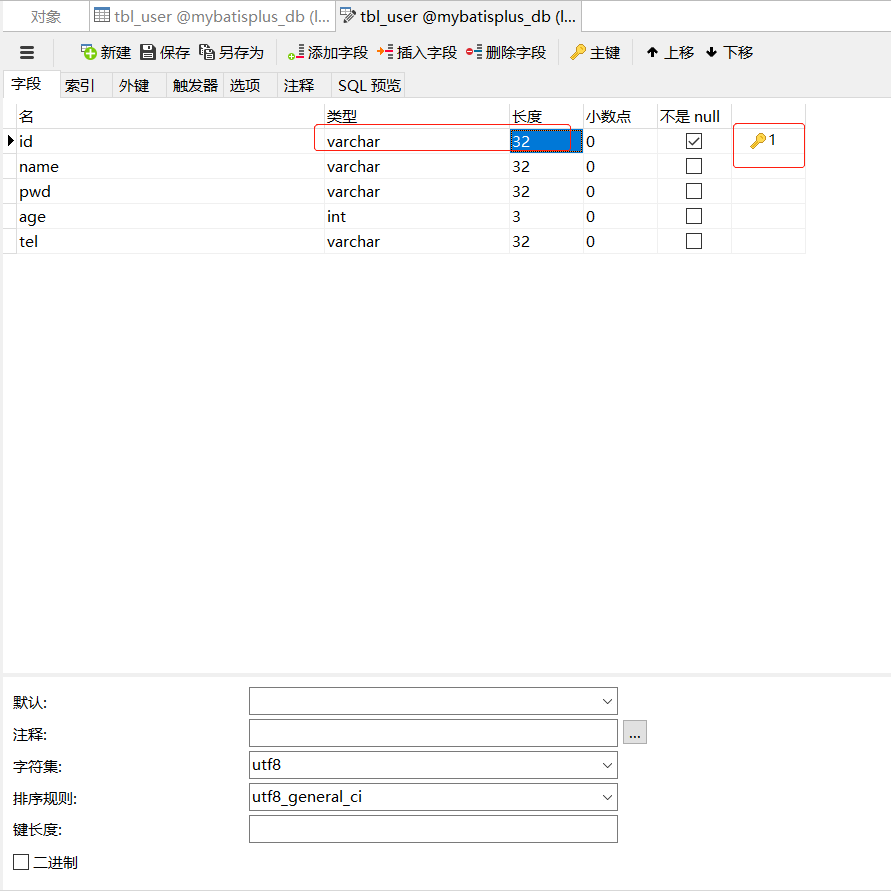 对象 tbl_user @mybatisplus_db (l... tbl_user @mybatisplus_db (l...
新建 保存 另存为 添加字段 插入字段 删除字段 主键 上移 下移
字段 索引 外键 触发器 选项 注释 SQL 预览
名 类型 长度 小数点 不是 null
id varchar 32 0 1
name varchar 32 0
pwd varchar 32 0
age int 3 0
tel varchar 32 0
默认:
注释: ...
字符集: utf8
排序规则: utf8_general_ci
键长度:
二进制